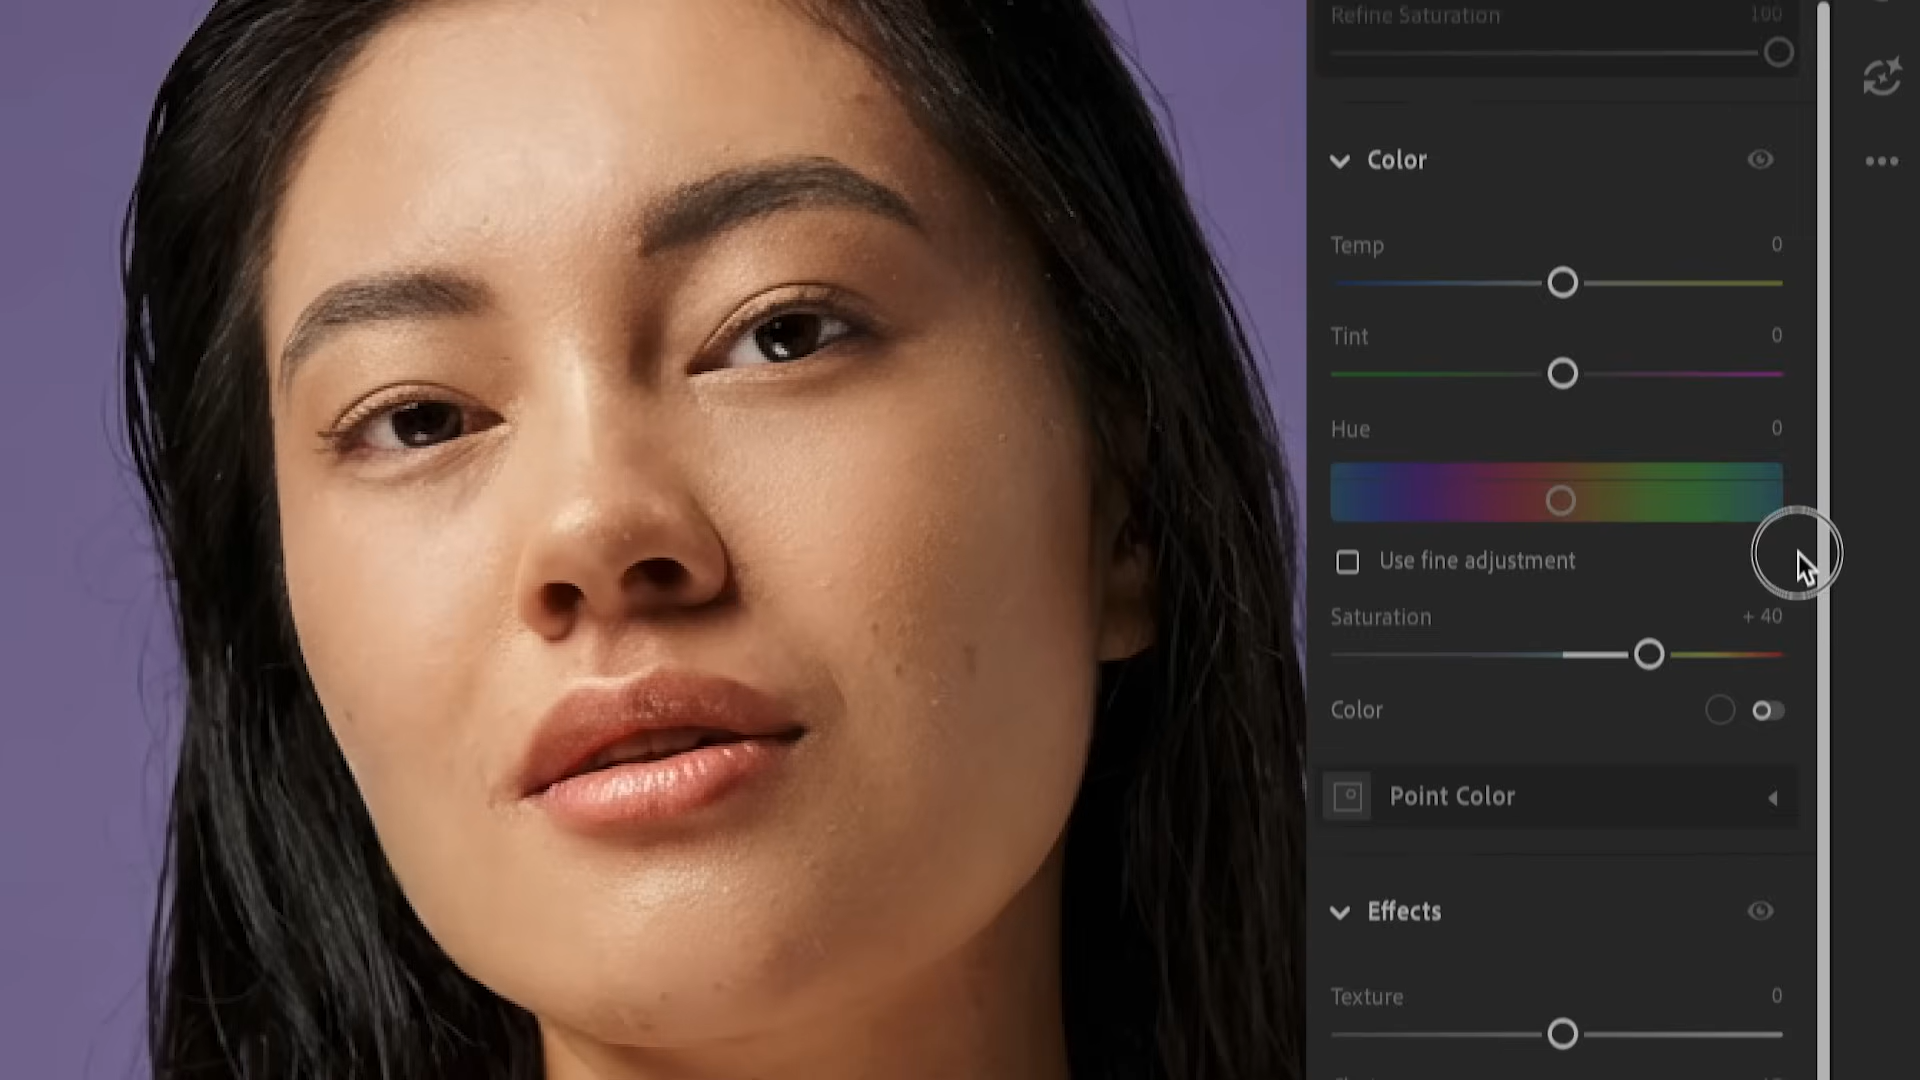 Refine Saturation 100
Color
Temp 0
Tint 0
Hue 0
Use fine adjustment
Saturation + 40
Color
Point Color
Effects
Texture 0